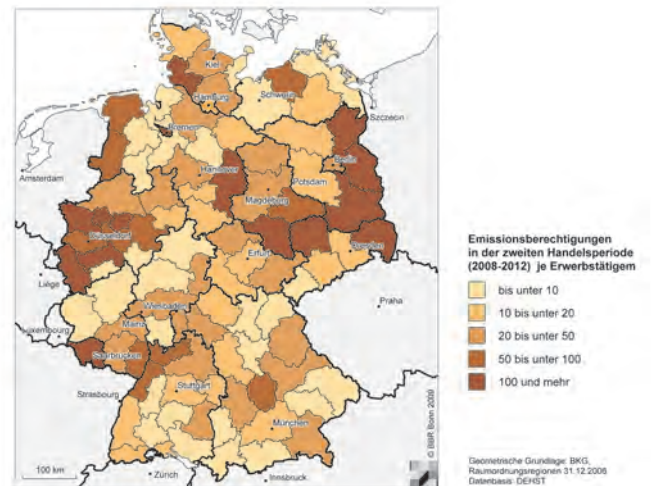 Kiel
Hamburg
Schwerin
Szczecin
Bremen
Berlin
Hannover
Amsterdam
Potsdam
Magdeburg
Düsseldorf
Dresden
Erfurt
Liége
Wiesbaden
Praha
Luxembourg
Mainz
Saarbrücken
Strasbourg
Stuttgart
München
Zürich
Innsbruck
100 km
© BBR Bonn 2009
Emissionsberechtigungen
in der zweiten Handelsperiode
(2008-2012) je Erwerbstätigem
bis unter 10
10 bis unter 20
20 bis unter 50
50 bis unter 100
100 und mehr
Geometrische Grundlage: BKG,
Raumordnungsregionen 31.12.2006
Datenbasis: DEHST